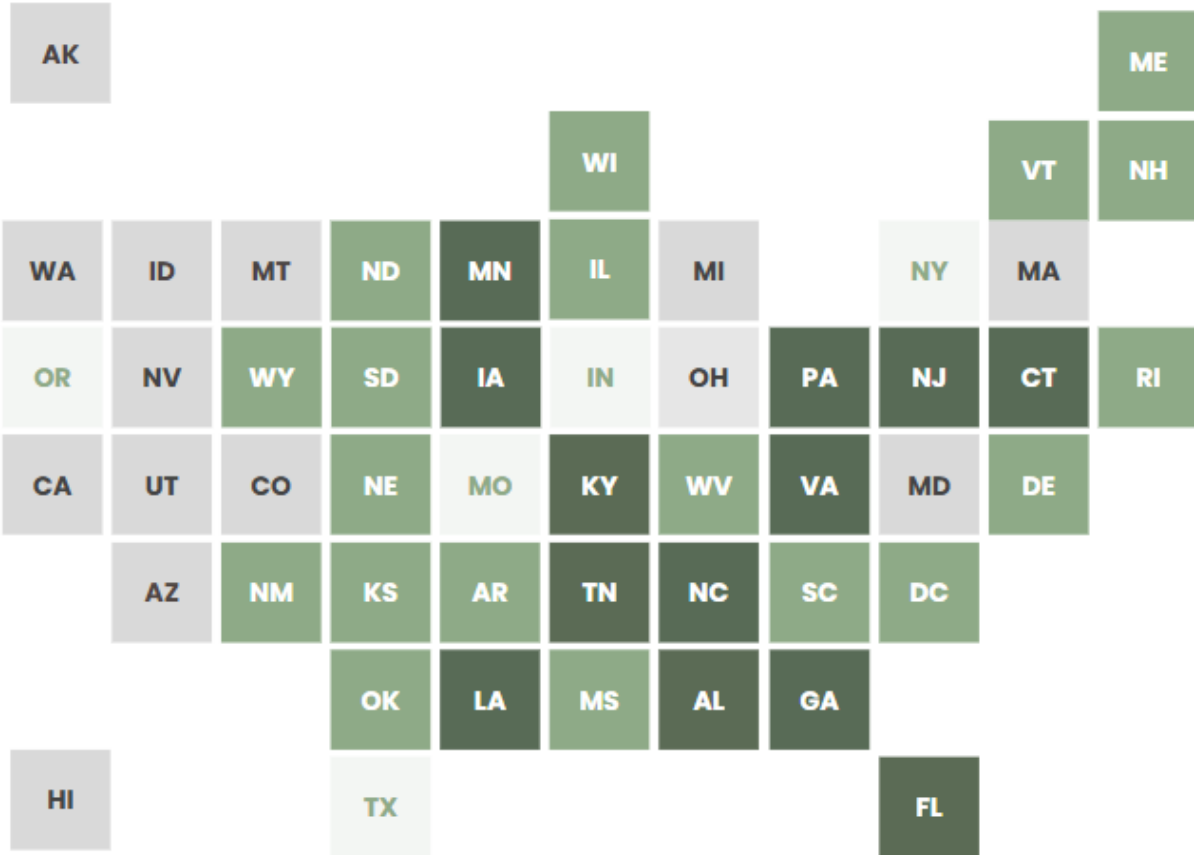 AK
ME
WI
VT NH
WA ID MT ND MN IL MI NY MA
OR NV WY SD IA IN OH PA NJ CT RI
CA UT CO NE MO KY WV VA MD DE
AZ NM KS AR TN NC SC DC
OK LA MS AL GA
HI TX FL